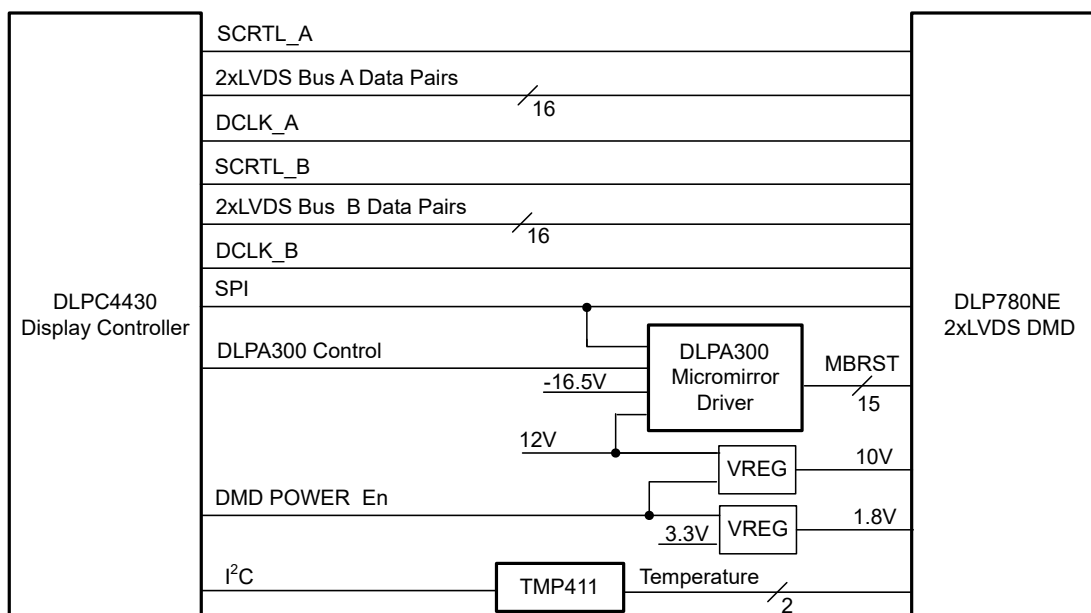 SCRTL_A
2xLVDS Bus A Data Pairs
16
DCLK_A
SCRTL_B
2xLVDS Bus B Data Pairs
16
DCLK_B
SPI
DLPC4430
Display Controller
DLP780NE
2xLVDS DMD
DLPA300 Control
DLPA300
Micromirror
Driver
MBRST
15
-16.5V
12V
VREG
10V
DMD POWER En
3.3V
VREG
1.8V
I²C
TMP411
Temperature
2